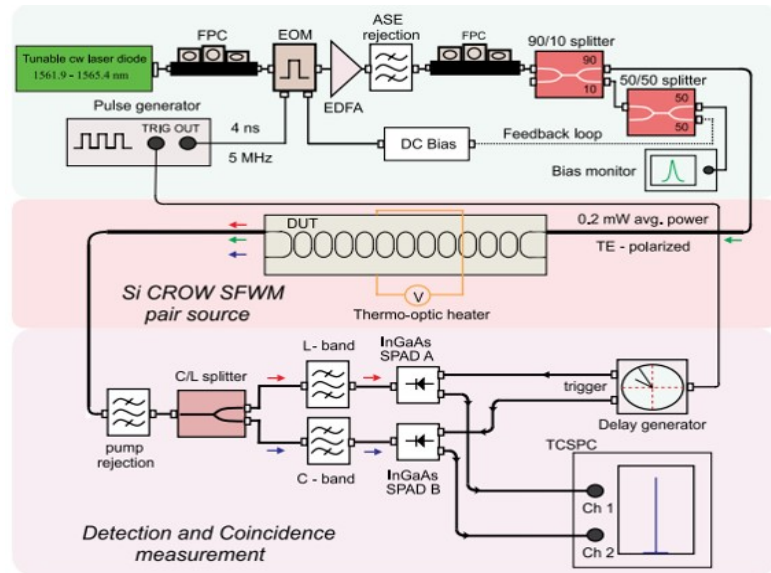 ASE
rejection
FPC
EOM
FPC
90/10 splitter
Tunable cw laser diode
1561.9 - 1565.4 nm
90
10
EDFA
50/50 splitter
50
50
Pulse generator
TRIG OUT
4 ns
5 MHz
DC Bias
Feedback loop
Bias monitor
DUT
0.2 mW avg. power
TE - polarized
Si CROW SFWM
pair source
V
Thermo-optic heater
L - band
InGaAs
SPAD A
C/L splitter
trigger
Delay generator
pump
rejection
C - band
InGaAs
SPAD B
TCSPC
Ch 1
Ch 2
Detection and Coincidence
measurement